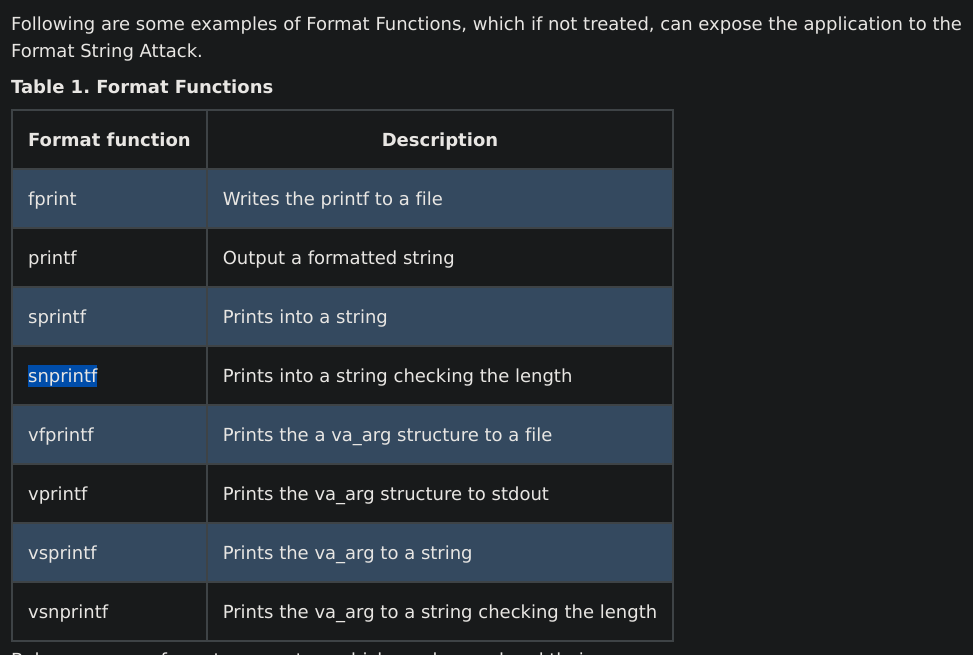 Following are some examples of Format Functions, which if not treated, can expose the application to the
Format String Attack.
Table 1. Format Functions
Format function Description
fprint Writes the printf to a file
printf Output a formatted string
sprintf Prints into a string
snprintf Prints into a string checking the length
vfprintf Prints the a va_arg structure to a file
vprintf Prints the va_arg structure to stdout
vsprintf Prints the va_arg to a string
vsnprintf Prints the va_arg to a string checking the length